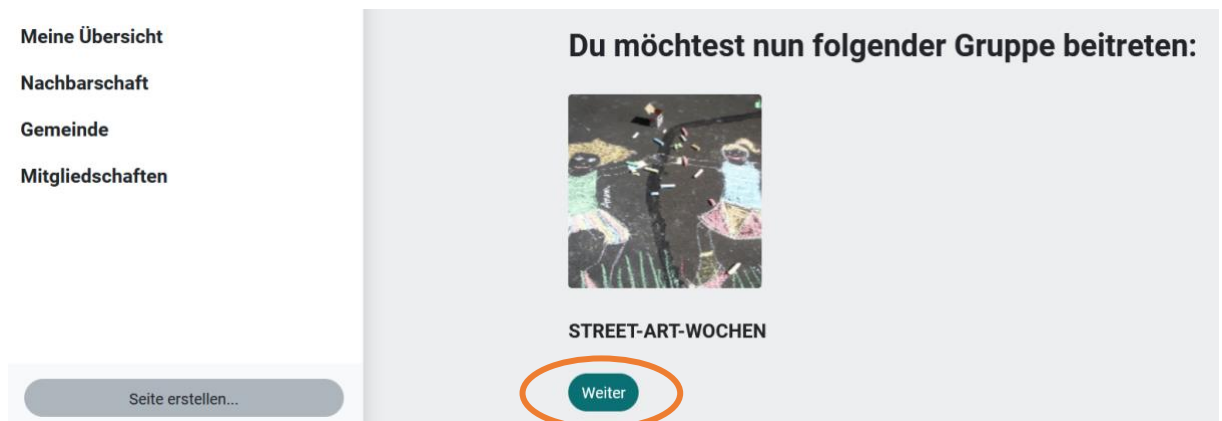 Meine Übersicht
Nachbarschaft
Gemeinde
Mitgliedschaften
Seite erstellen...
Du möchtest nun folgender Gruppe beitreten:
STREET-ART-WOCHEN
Weiter